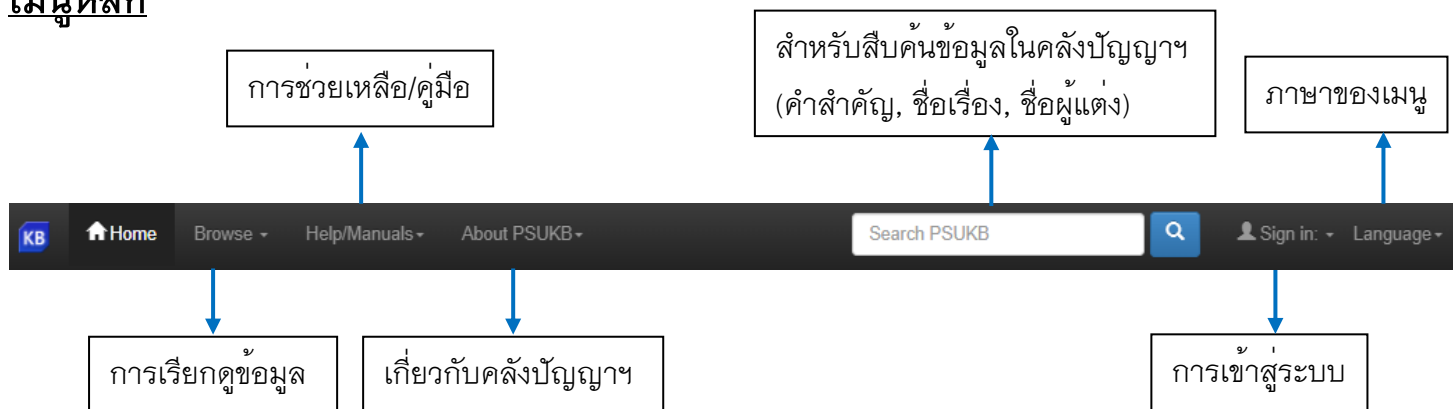 เมนูหลัก
สำหรับสืบค้นข้อมูลในคลังปัญญาฯ
(คำสำคัญ, ชื่อเรื่อง, ชื่อผู้แต่ง)
การช่วยเหลือ/คู่มือ
ภาษาของเมนู
KB Home Browse Help/Manuals About PSUKB Search PSUKB Sign in: Language
การเรียกดูข้อมูล
เกี่ยวกับคลังปัญญาฯ
การเข้าสู่ระบบ